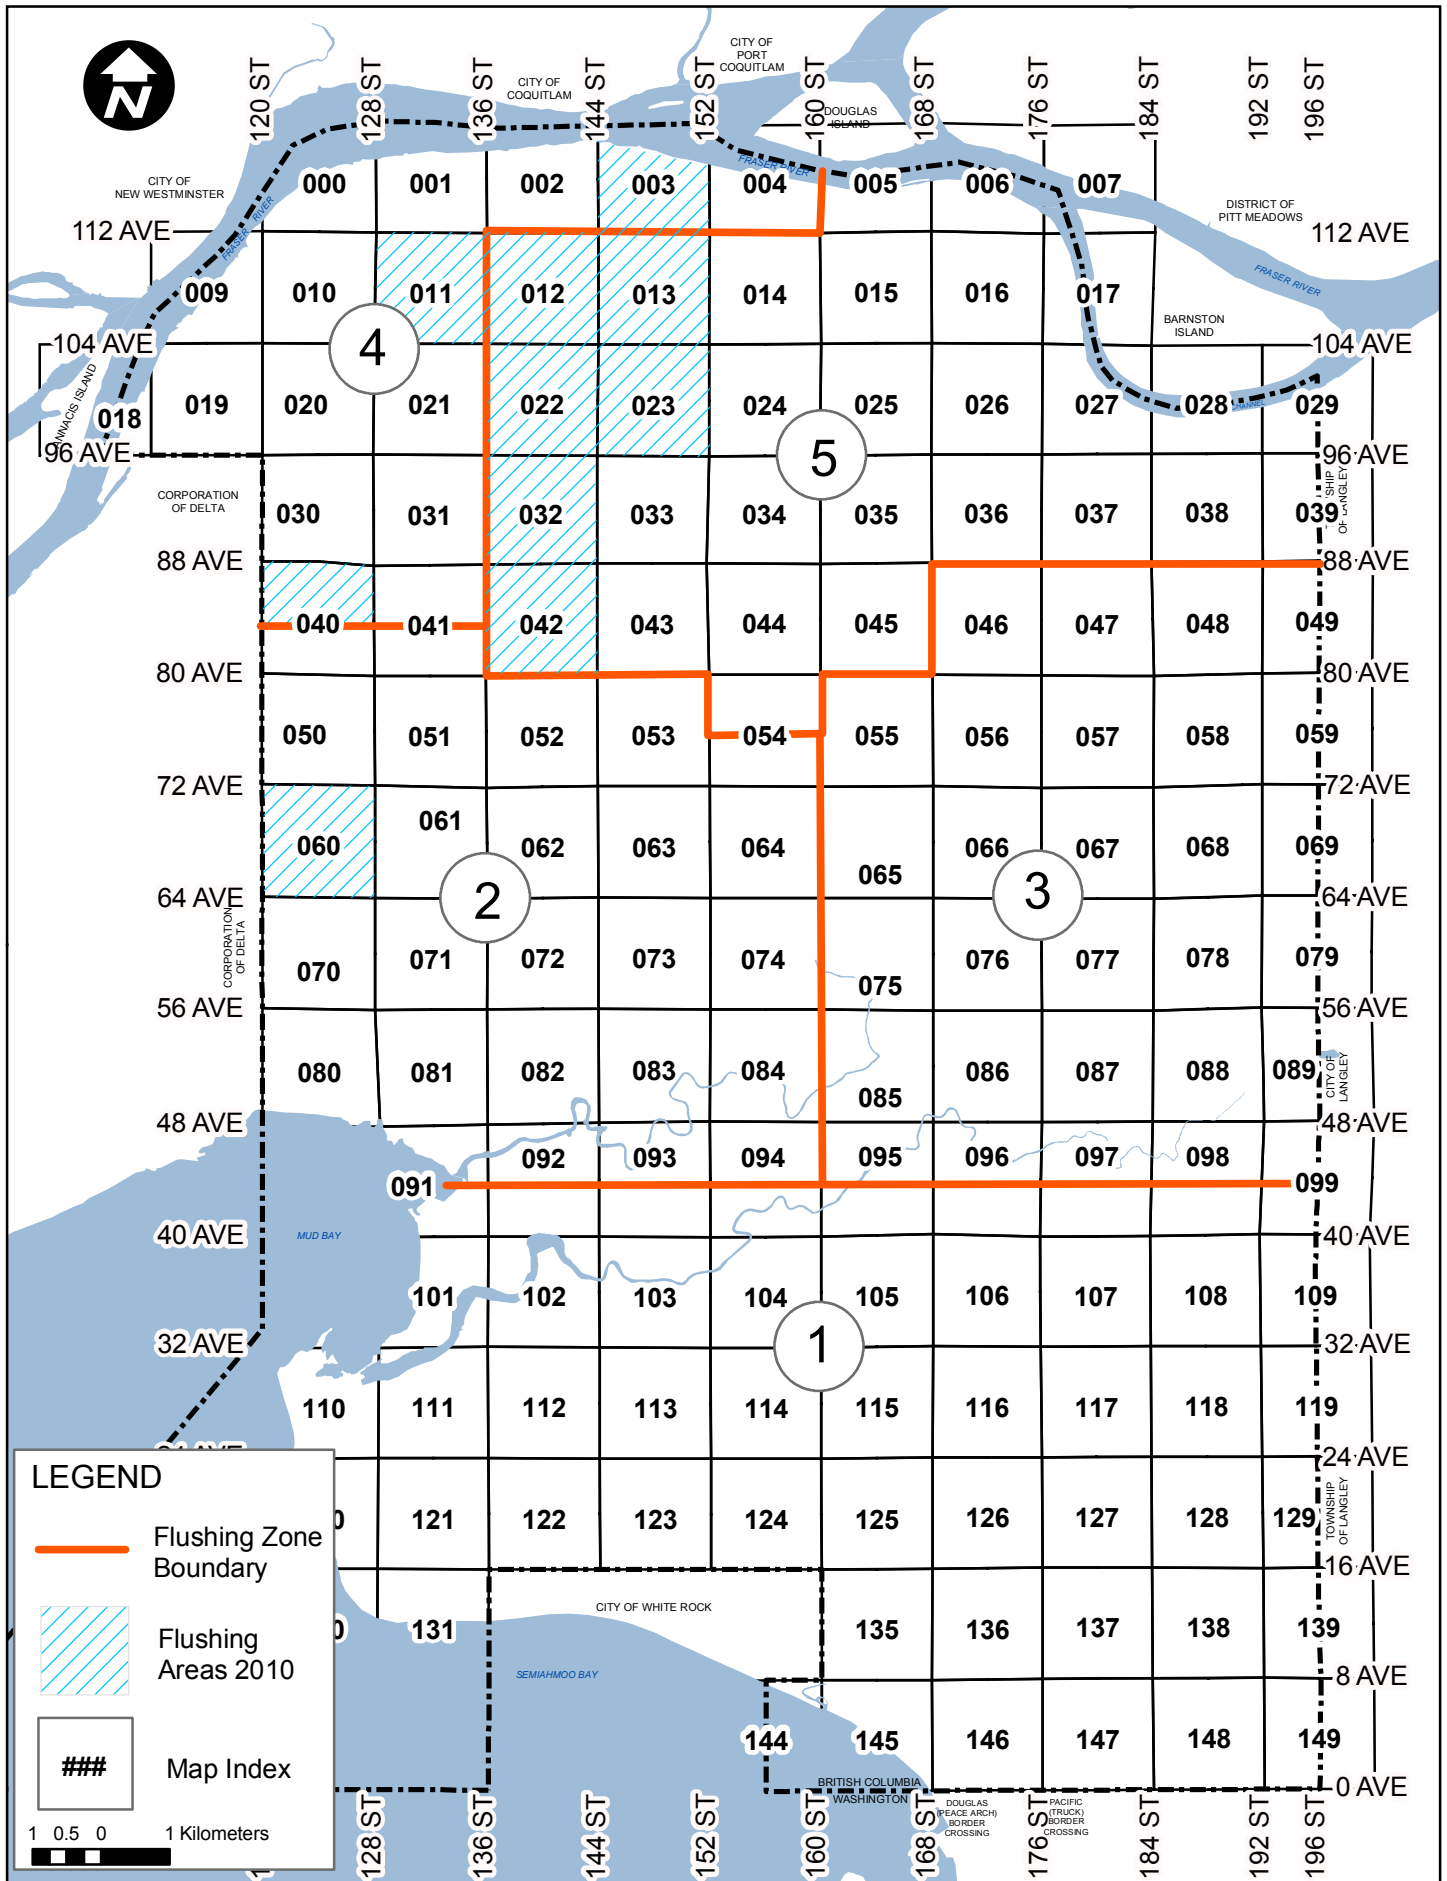 N
120 ST
128 ST
136 ST
144 ST
152 ST
160 ST
168 ST
176 ST
184 ST
192 ST
196 ST
CITY OF
PORT
COQUITLAM
CITY OF
COQUITLAM
DOUGLAS
ISLAND
CITY OF
NEW WESTMINSTER
DISTRICT OF
PITT MEADOWS
FRASER RIVER
FRASER RIVER
FRASER RIVER
000 001 002 003 004 005 006 007
112 AVE 112 AVE
009 010 011 012 013 014 015 016 017
BARNSTON
ISLAND
4
104 AVE 104 AVE
ANNACIS ISLAND
018 019 020 021 022 023 024 025 026 027 028 029
CHANNEL
96 AVE 96 AVE
5
CORPORATION
OF DELTA
SHIP
OF LANGLEY
030 031 032 033 034 035 036 037 038 039
88 AVE 88 AVE
040 041 042 043 044 045 046 047 048 049
80 AVE 80 AVE
050 051 052 053 054 055 056 057 058 059
72 AVE 72 AVE
060 061 062 063 064 065 066 067 068 069
2 3
64 AVE 64 AVE
CORPORATION
OF DELTA
070 071 072 073 074 075 076 077 078 079
56 AVE 56 AVE
080 081 082 083 084 085 086 087 088 089
CITY OF
LANGLEY
48 AVE 48 AVE
091 092 093 094 095 096 097 098 099
40 AVE MUD BAY 40 AVE
101 102 103 104 105 106 107 108 109
1
32 AVE 32 AVE
110 111 112 113 114 115 116 117 118 119
24 AVE
121 122 123 124 125 126 127 128 129
TOWNSHIP
OF LANGLEY
16 AVE
CITY OF WHITE ROCK
131 135 136 137 138 139
SEMIAHMOO BAY
8 AVE
144 145 146 147 148 149
BRITISH COLUMBIA
WASHINGTON
0 AVE
DOUGLAS
(PEACE ARCH)
BORDER
CROSSING
PACIFIC
(TRUCK)
BORDER
CROSSING
128 ST
136 ST
144 ST
152 ST
160 ST
168 ST
176 ST
184 ST
192 ST
196 ST
LEGEND
Flushing Zone
Boundary
Flushing
Areas 2010
### Map Index
1 0.5 0 1 Kilometers